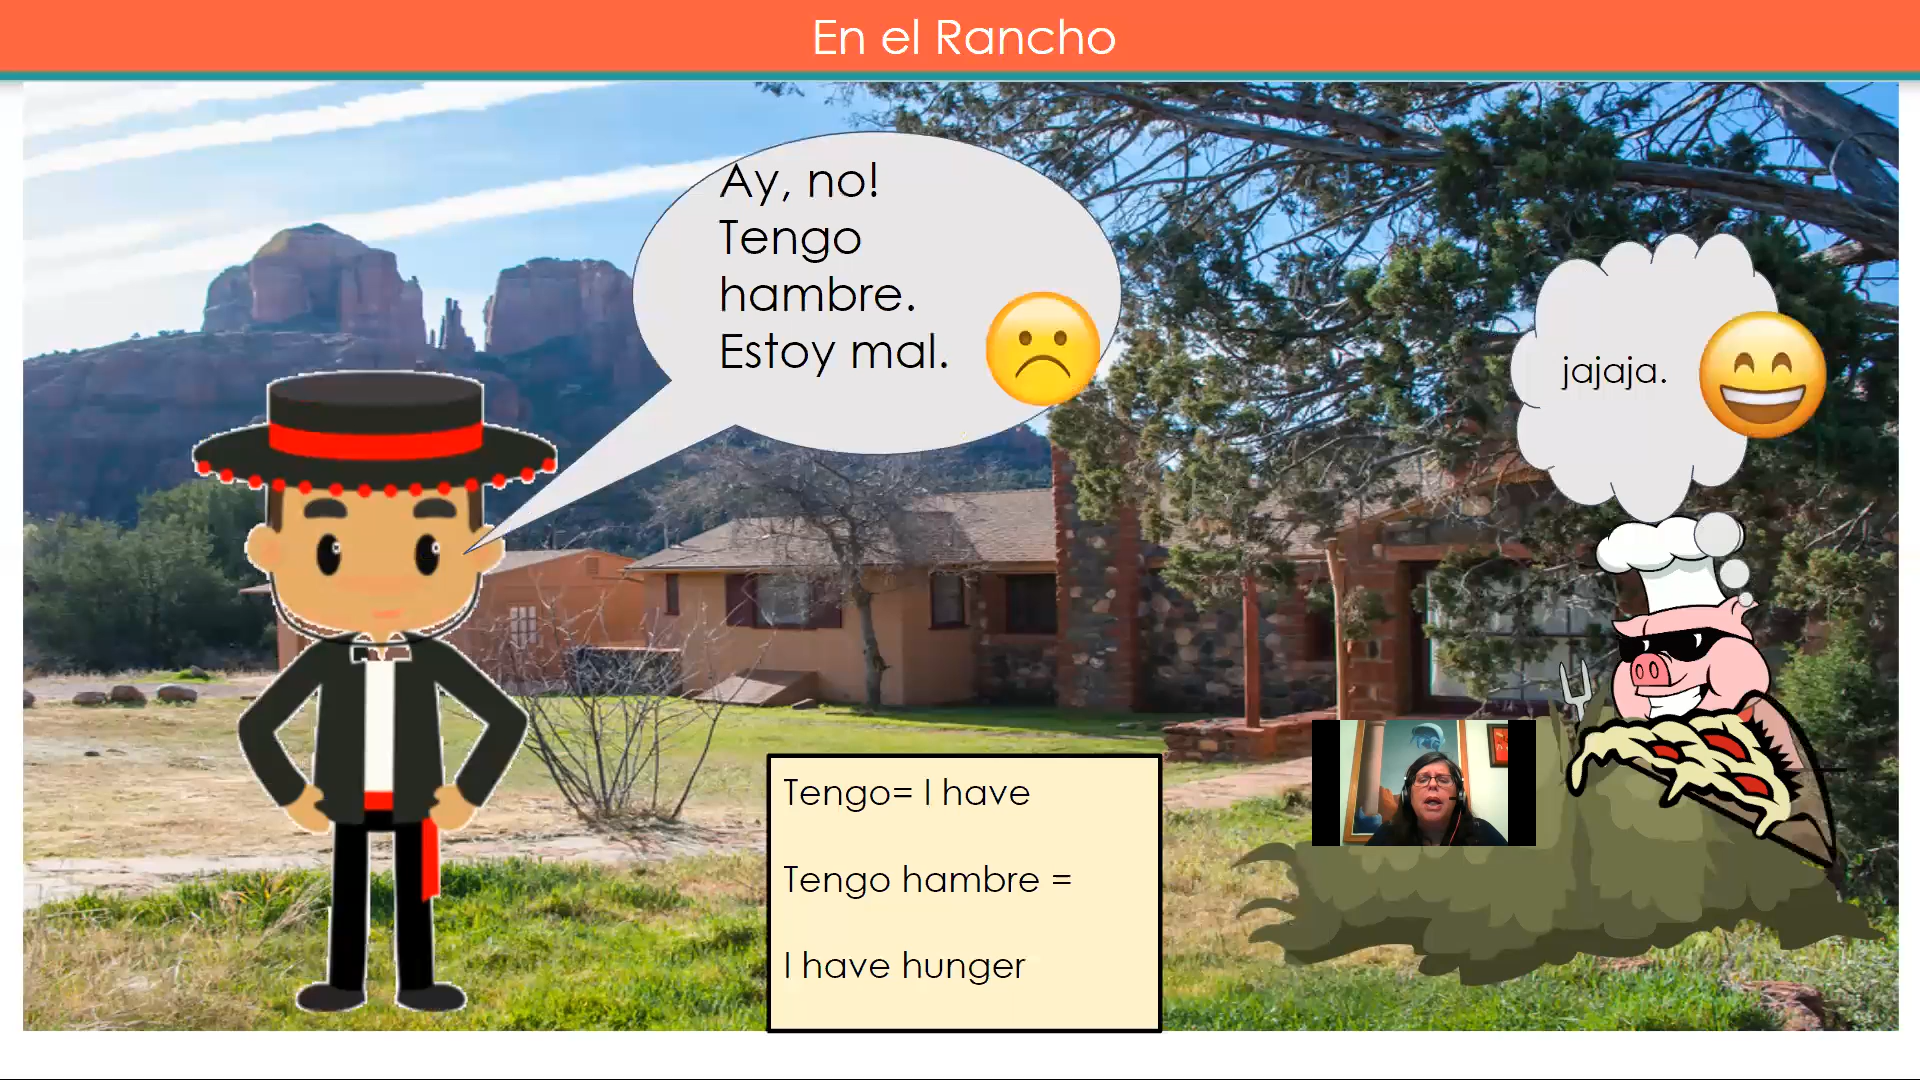 En el Rancho
Ay, no!
Tengo
hambre.
Estoy mal.
jajaja.
Tengo= I have
Tengo hambre =
I have hunger